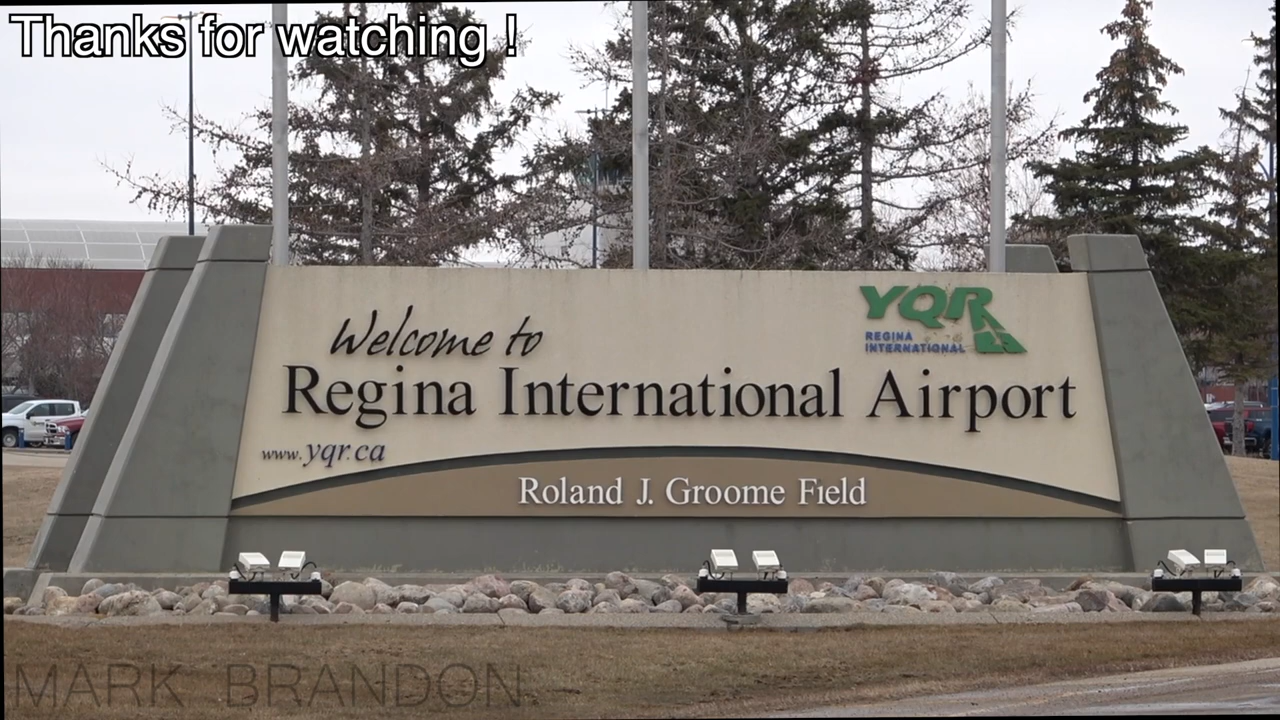 Thanks for watching !
Welcome to
YQR
REGINA
INTERNATIONAL
Regina International Airport
www.yqr.ca
Roland J. Groome Field
MARK BRANDON